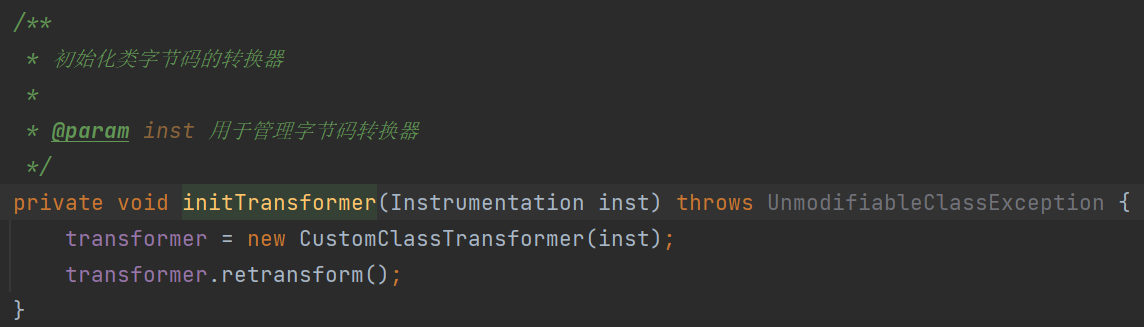 /**
 * 初始化类字节码的转换器
 *
 * @param inst 用于管理字节码转换器
 */
private void initTransformer(Instrumentation inst) throws UnmodifiableClassException {
    transformer = new CustomClassTransformer(inst);
    transformer.retransform();
}